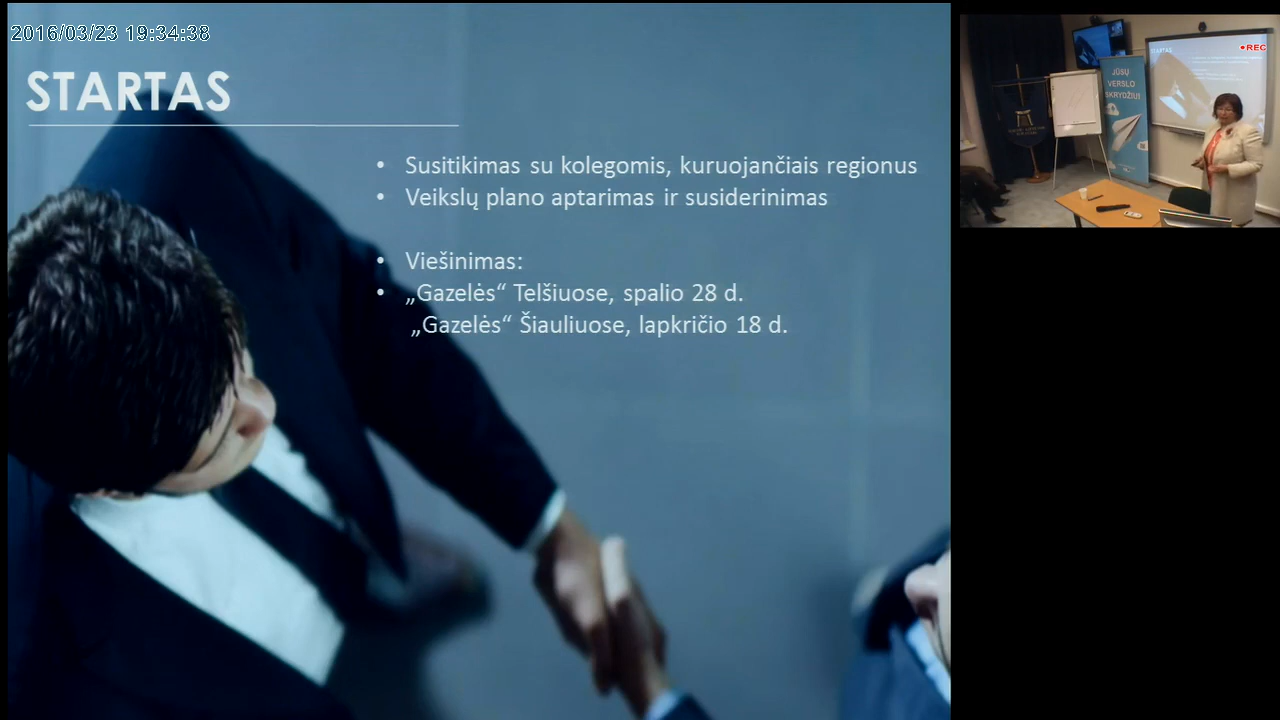 2016/03/23 19:34:38
STARTAS
• Susitikimas su kolegomis, kuruojančiais regionus
• Veikslų plano aptarimas ir susiderinimas
• Viešinimas:
• „Gazelės“ Telšiuose, spalio 28 d.
„Gazelės“ Šiauliuose, lapkričio 18 d.
REC
STARTAS
JŪSŲ
VERSLO
SKRYDŽIUI